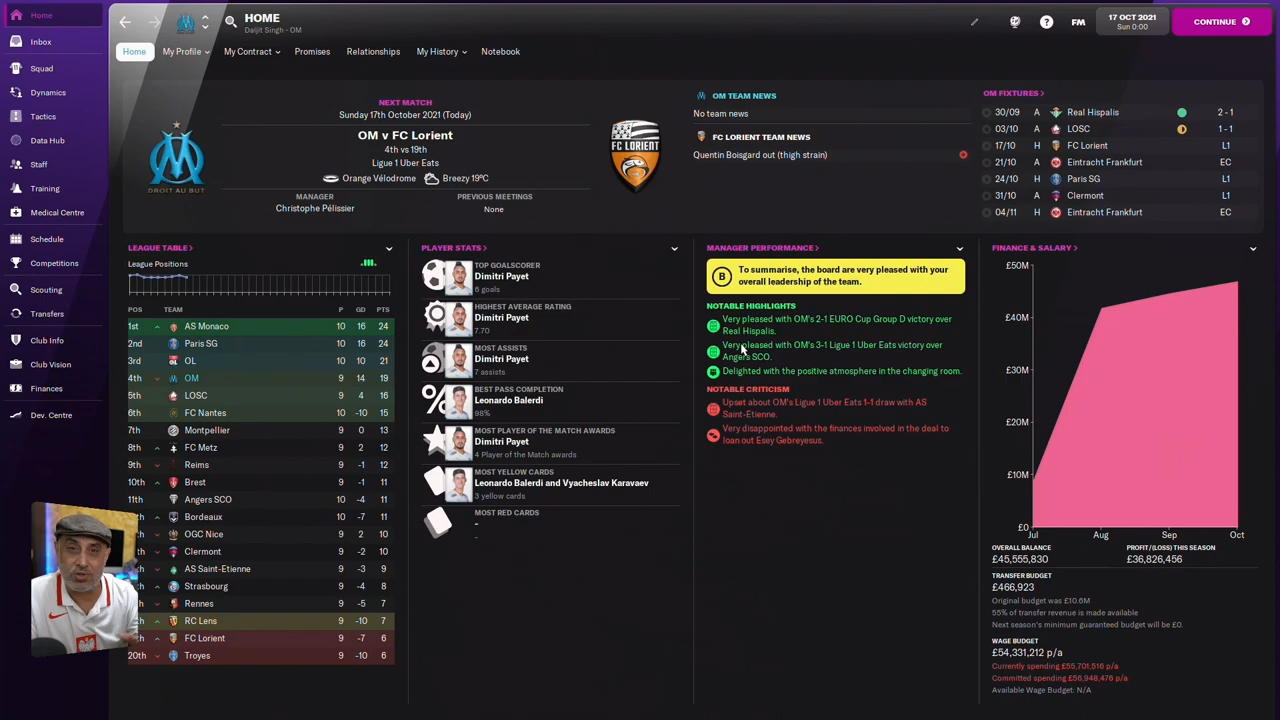 Home
Inbox
Squad
Dynamics
Tactics
Data Hub
Staff
Training
Medical Centre
Schedule
Competitions
Scouting
Transfers
Club Info
Finances
Dev. Centre
HOME
Daljit Singh - OM
FM
17 OCT 2021
Sun 0:00
CONTINUE
Home
My Profile
My Contract
Promises
Relationships
My History
Notebook
DROIT AU BUT
NEXT MATCH
Sunday 17th October 2021 (Today)
OM v FC Lorient
4th vs 19th
Ligue 1 Uber Eats
Orange Vélodrome
Breezy 19ºC
MANAGER
Christophe Pélissier
PREVIOUS MEETINGS
None
FC LORIENT
OM TEAM NEWS
No team news
FC LORIENT TEAM NEWS
Quentin Boisgard out (thigh strain)
OM FIXTURES >
30/09 A Real Hispalis 2 - 1
03/10 A LOSC 1 - 1
17/10 H FC Lorient L1
21/10 A Eintracht Frankfurt EC
24/10 H Paris SG L1
31/10 A Clermont L1
04/11 H Eintracht Frankfurt EC
LEAGUE TABLE >
League Positions
POS TEAM P GD PTS
1st AS Monaco 10 16 24
2nd Paris SG 10 16 24
3rd OL 10 10 21
4th OM 9 14 19
5th LOSC 9 4 16
6th FC Nantes 10 -10 15
7th Montpellier 9 0 13
8th FC Metz 9 2 12
9th Reims 9 -1 12
10th Brest 9 -1 11
11th Angers SCO 10 -4 11
Bordeaux 10 -7 11
OGC Nice 9 2 10
Clermont 9 -2 10
AS Saint-Etienne 9 -3 9
Strasbourg 9 -4 8
Rennes 9 -5 7
RC Lens 9 -10 7
FC Lorient 9 -7 6
20th Troyes 9 -10 6
PLAYER STATS >
TOP GOALSCORER
Dimitri Payet
6 goals
HIGHEST AVERAGE RATING
Dimitri Payet
7.70
MOST ASSISTS
Dimitri Payet
7 assists
BEST PASS COMPLETION
Leonardo Balerdi
98%
MOST PLAYER OF THE MATCH AWARDS
Dimitri Payet
4 Player of the Match awards
MOST YELLOW CARDS
Leonardo Balerdi and Vyacheslav Karavaev
3 yellow cards
MOST RED CARDS
-
-
MANAGER PERFORMANCE >
B
To summarise, the board are very pleased with your
overall leadership of the team.
NOTABLE HIGHLIGHTS
Very pleased with OM's 2-1 EURO Cup Group D victory over
Real Hispalis.
Very pleased with OM's 3-1 Ligue 1 Uber Eats victory over
Angers SCO.
Delighted with the positive atmosphere in the changing room.
NOTABLE CRITICISM
Upset about OM's Ligue 1 Uber Eats 1-1 draw with AS
Saint-Etienne.
Very disappointed with the finances involved in the deal to
loan out Esey Gebreyesus.
FINANCE & SALARY >
£50M
£40M
£30M
£20M
£10M
£0
Jul Aug Sep Oct
OVERALL BALANCE
£45,555,830
PROFIT/(LOSS) THIS SEASON
£36,826,456
TRANSFER BUDGET
£466,923
Original budget was £10.6M
55% of transfer revenue is made available
Next season's minimum guaranteed budget will be £0.
WAGE BUDGET
£54,331,212 p/a
Currently spending £55,701,516 p/a
Committed spending £56,948,476 p/a
Available Wage Budget: N/A